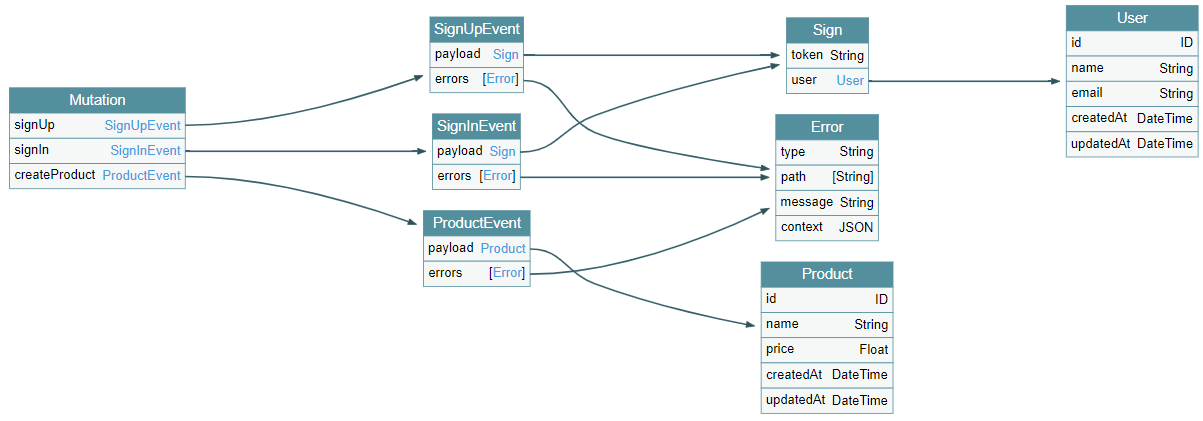 Mutation
signUp SignUpEvent
signIn SignInEvent
createProduct ProductEvent
SignUpEvent
payload Sign
errors [Error]
SignInEvent
payload Sign
errors [Error]
ProductEvent
payload Product
errors [Error]
Sign
token String
user User
Error
type String
path [String]
message String
context JSON
Product
id ID
name String
price Float
createdAt DateTime
updatedAt DateTime
User
id ID
name String
email String
createdAt DateTime
updatedAt DateTime